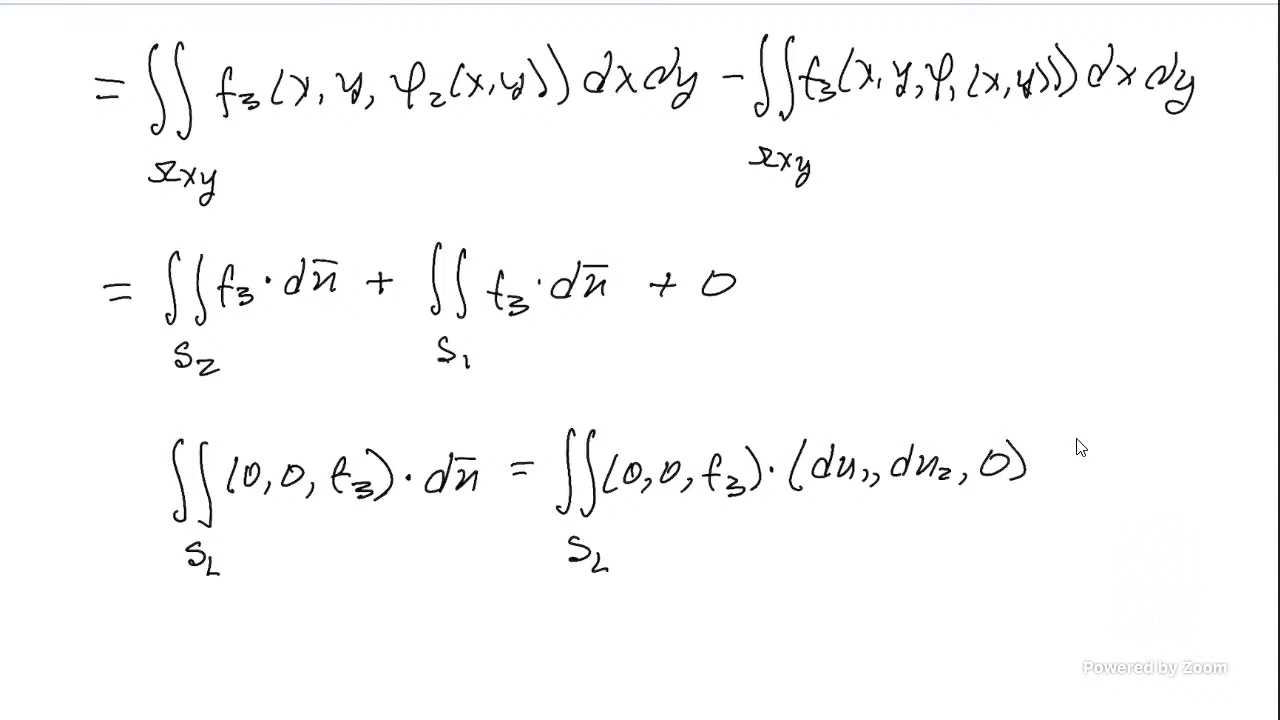 = ∬ f₃(x, y, φ₂(x,y)) dx dy − ∬ f₃(x, y, φ₁(x,y)) dx dy
Ωxy Ωxy
= ∬ f₃ · dn̄ + ∬ f₃ · dn̄ + 0
S₂ S₁
∬ (0, 0, f₃) · dn̄ = ∬ (0, 0, f₃) · (dn₁, dn₂, 0)
S_L S_L
Powered by Zoom